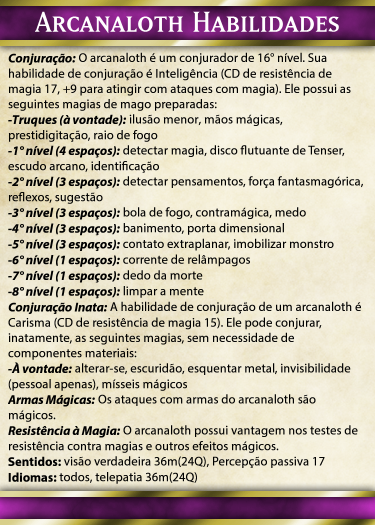 Arcanaloth Habilidades
Conjuração: O arcanaloth é um conjurador de 16° nível. Sua
habilidade de conjuração é Inteligência (CD de resistência de
magia 17, +9 para atingir com ataques com magia). Ele possui as
seguintes magias de mago preparadas:
-Truques (à vontade): ilusão menor, mãos mágicas,
prestidigitação, raio de fogo
-1° nível (4 espaços): detectar magia, disco flutuante de Tenser,
escudo arcano, identificação
-2° nível (3 espaços): detectar pensamentos, força fantasmagórica,
reflexos, sugestão
-3° nível (3 espaços): bola de fogo, contramágica, medo
-4° nível (3 espaços): banimento, porta dimensional
-5° nível (3 espaços): contato extraplanar, imobilizar monstro
-6° nível (1 espaços): corrente de relâmpagos
-7° nível (1 espaços): dedo da morte
-8° nível (1 espaços): limpar a mente
Conjuração Inata: A habilidade de conjuração de um arcanaloth é
Carisma (CD de resistência de magia 15). Ele pode conjurar,
inatamente, as seguintes magias, sem necessidade de
componentes materiais:
-À vontade: alterar-se, escuridão, esquentar metal, invisibilidade
(pessoal apenas), mísseis mágicos
Armas Mágicas: Os ataques com armas do arcanaloth são
mágicos.
Resistência à Magia: O arcanaloth possui vantagem nos testes de
resistência contra magias e outros efeitos mágicos.
Sentidos: visão verdadeira 36m(24Q), Percepção passiva 17
Idiomas: todos, telepatia 36m(24Q)